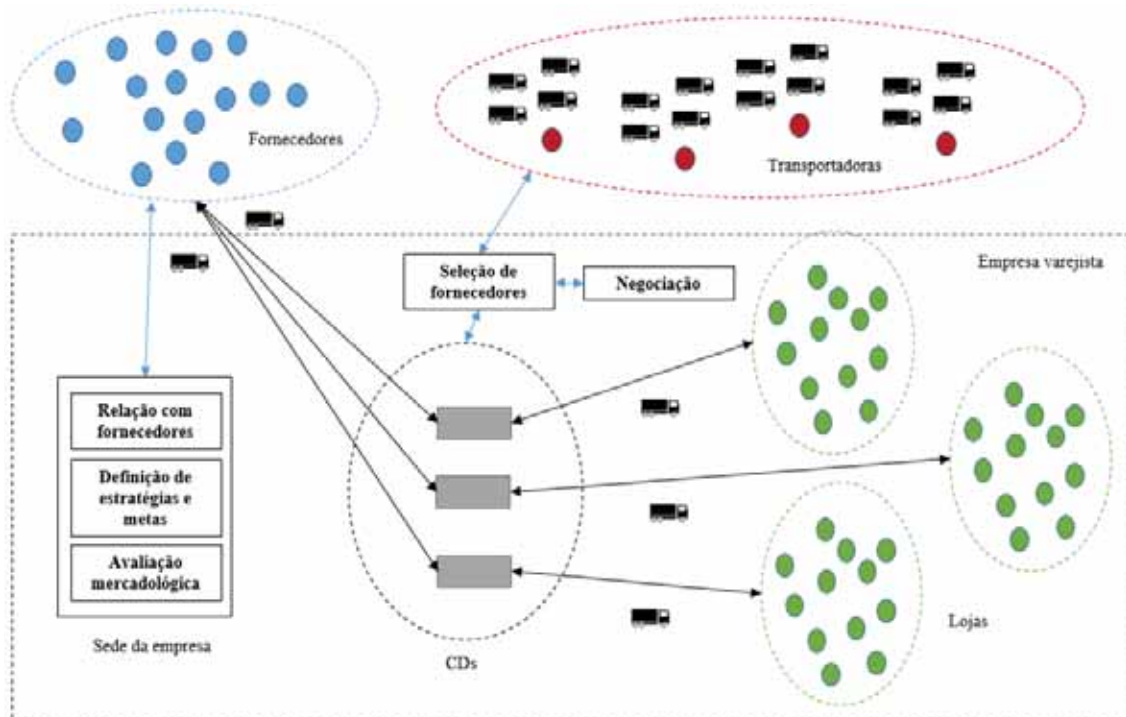 Fornecedores
Transportadoras
Empresa varejista
Seleção de
fornecedores
Negociação
Relação com
fornecedores
Definição de
estratégias e
metas
Avaliação
mercadológica
Sede da empresa
CDs
Lojas